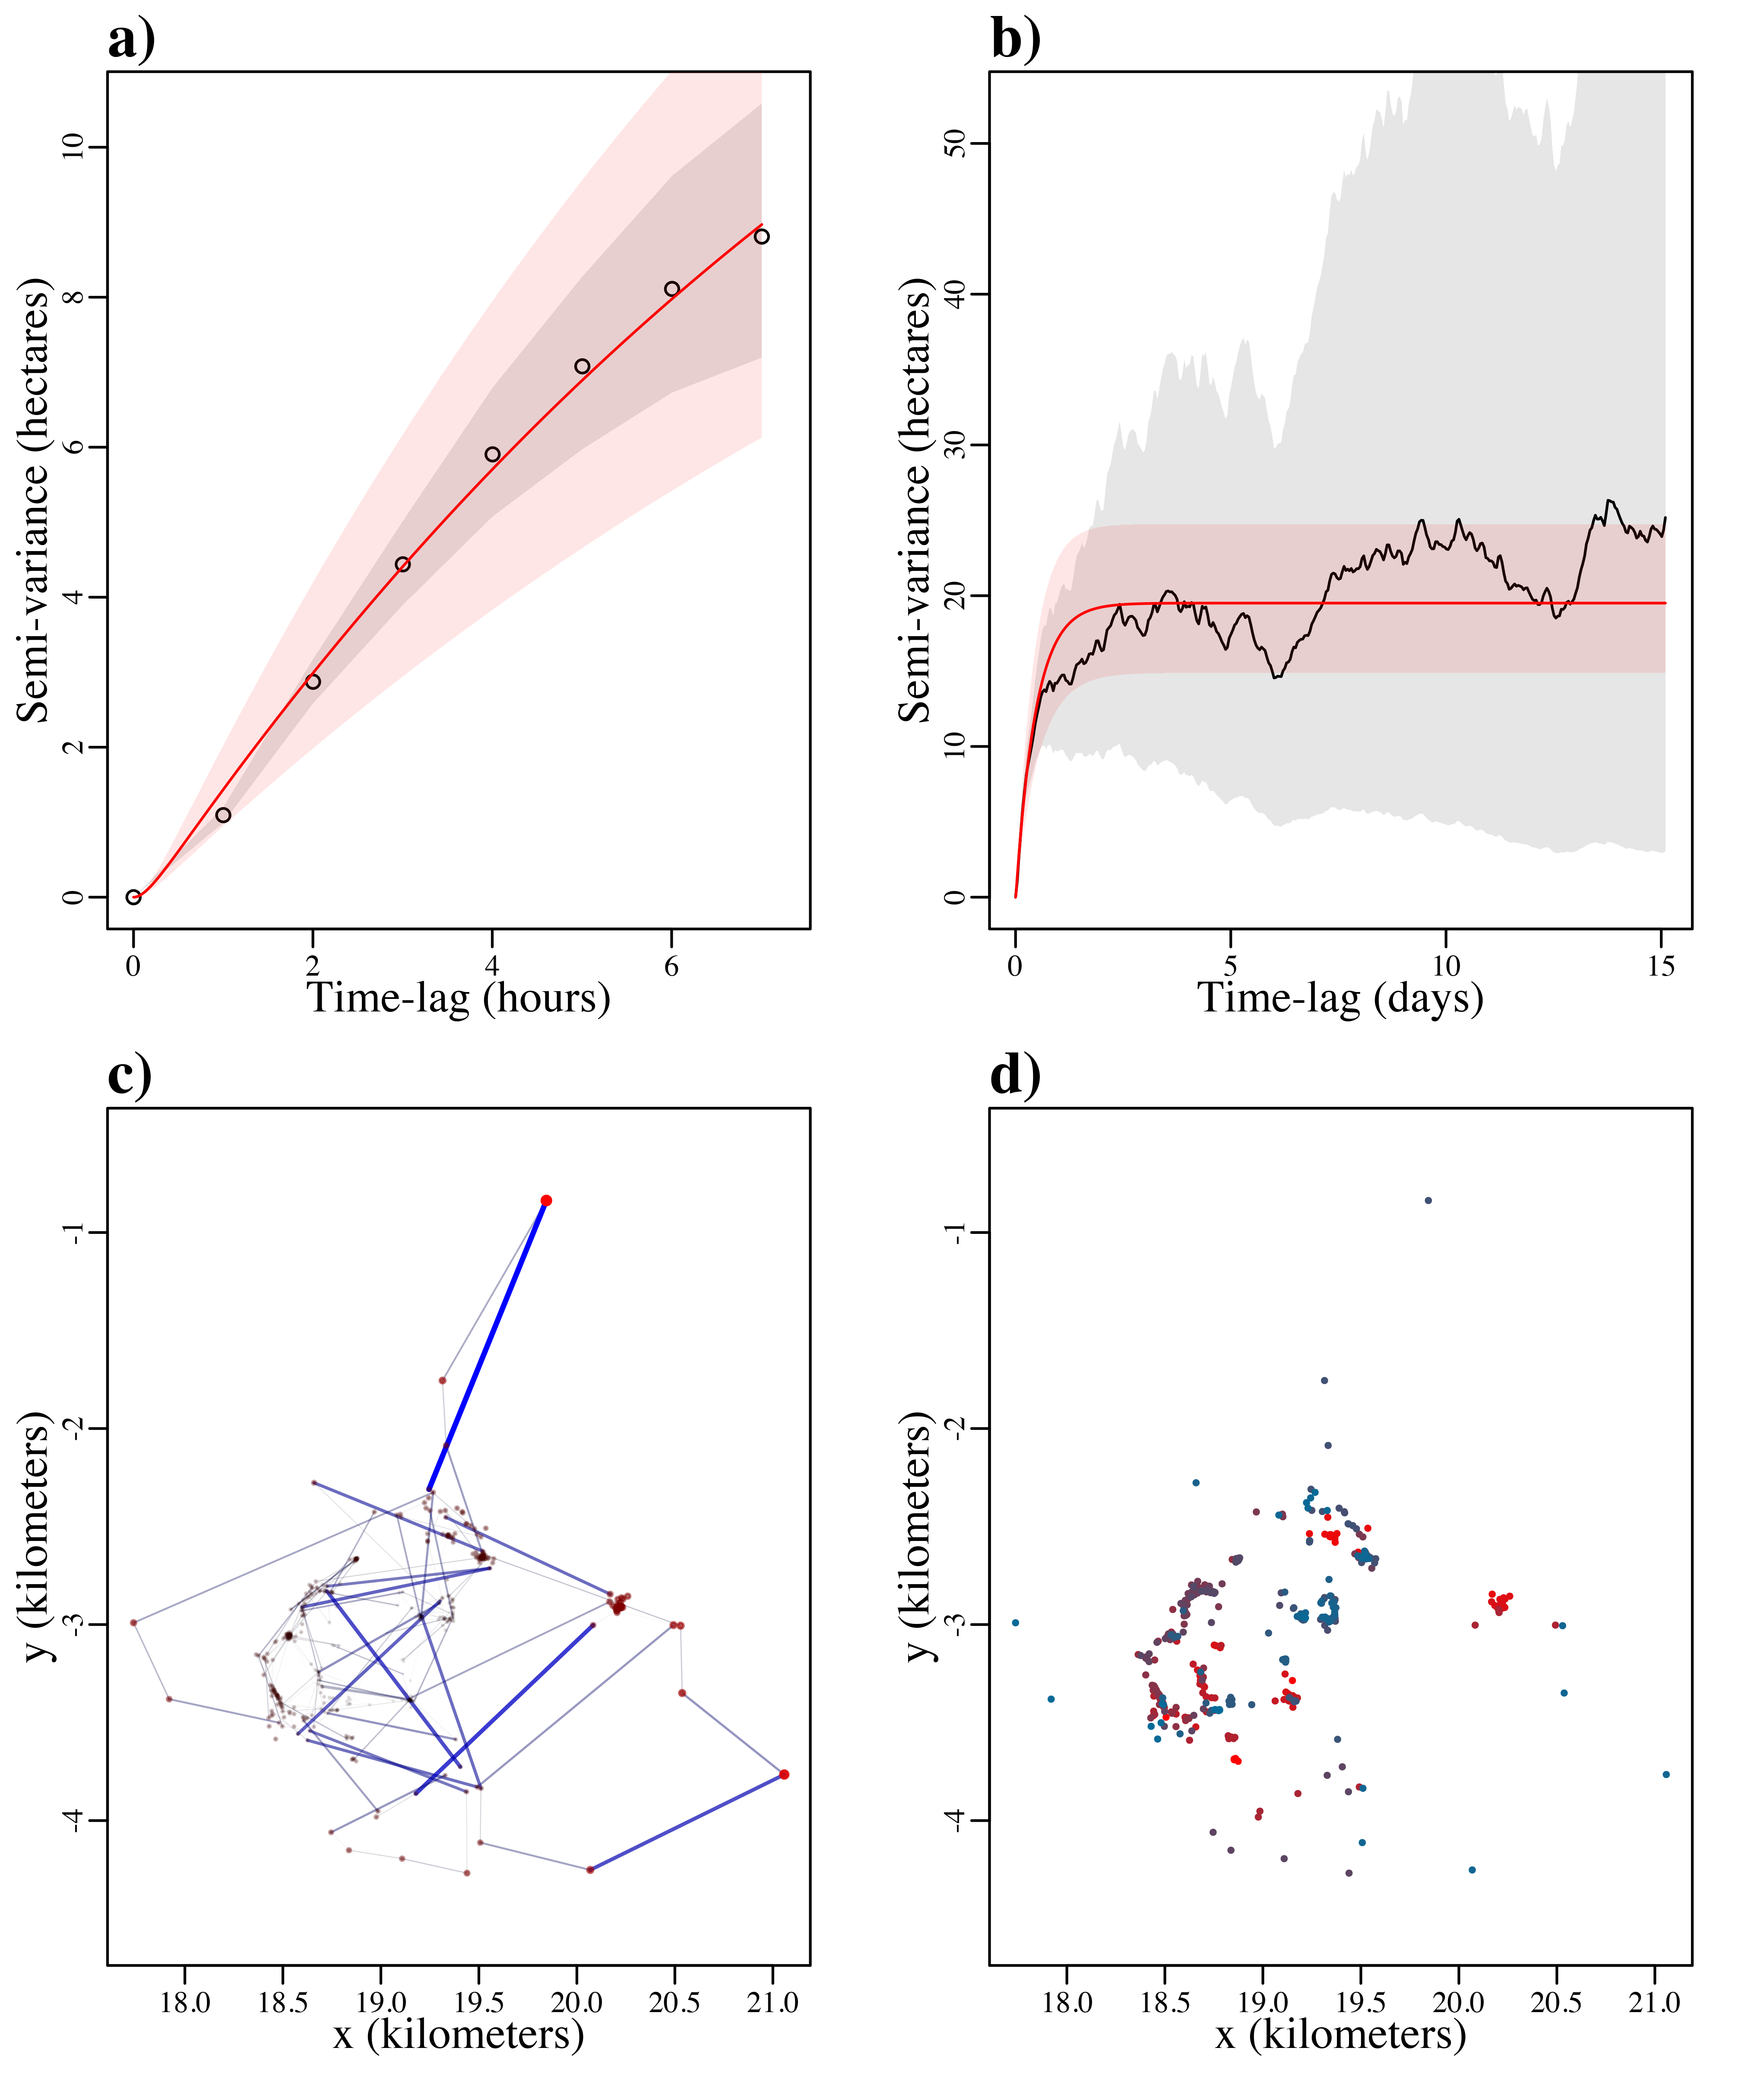 a)
Semi-variance (hectares)
10
8
6
4
2
0
0 2 4 6
Time-lag (hours)
b)
Semi-variance (hectares)
50
40
30
20
10
0
0 5 10 15
Time-lag (days)
c)
y (kilometers)
-1
-2
-3
-4
18.0 18.5 19.0 19.5 20.0 20.5 21.0
x (kilometers)
d)
y (kilometers)
-1
-2
-3
-4
18.0 18.5 19.0 19.5 20.0 20.5 21.0
x (kilometers)